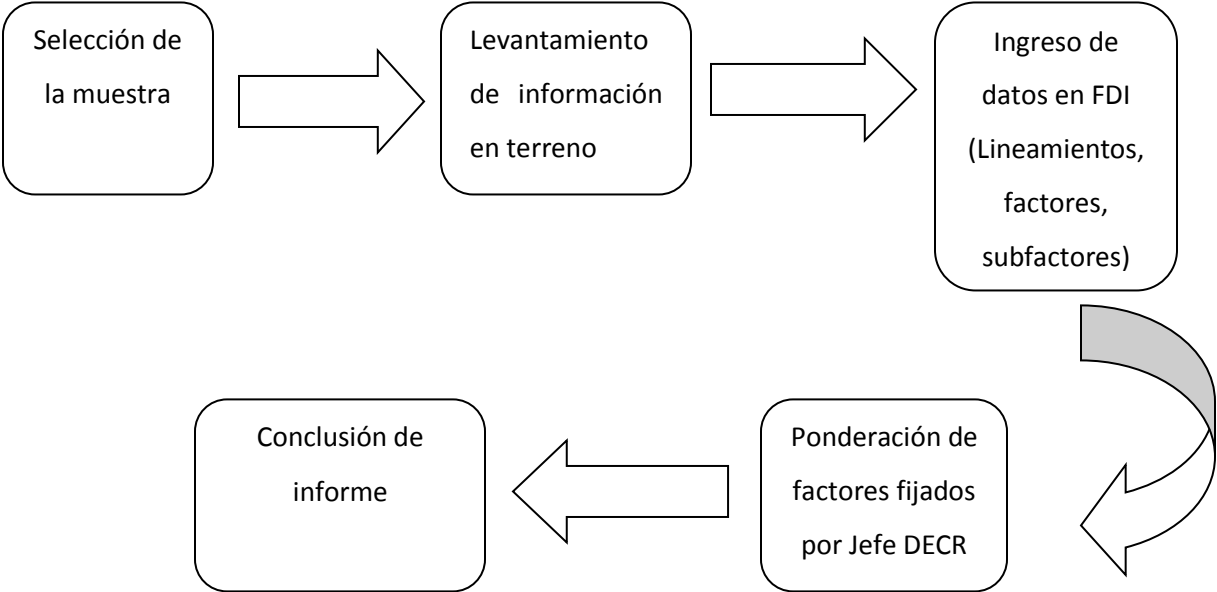 Selección de
la muestra
Levantamiento
de información
en terreno
Ingreso de
datos en FDI
(Lineamientos,
factores,
subfactores)
Ponderación de
factores fijados
por Jefe DECR
Conclusión de
informe